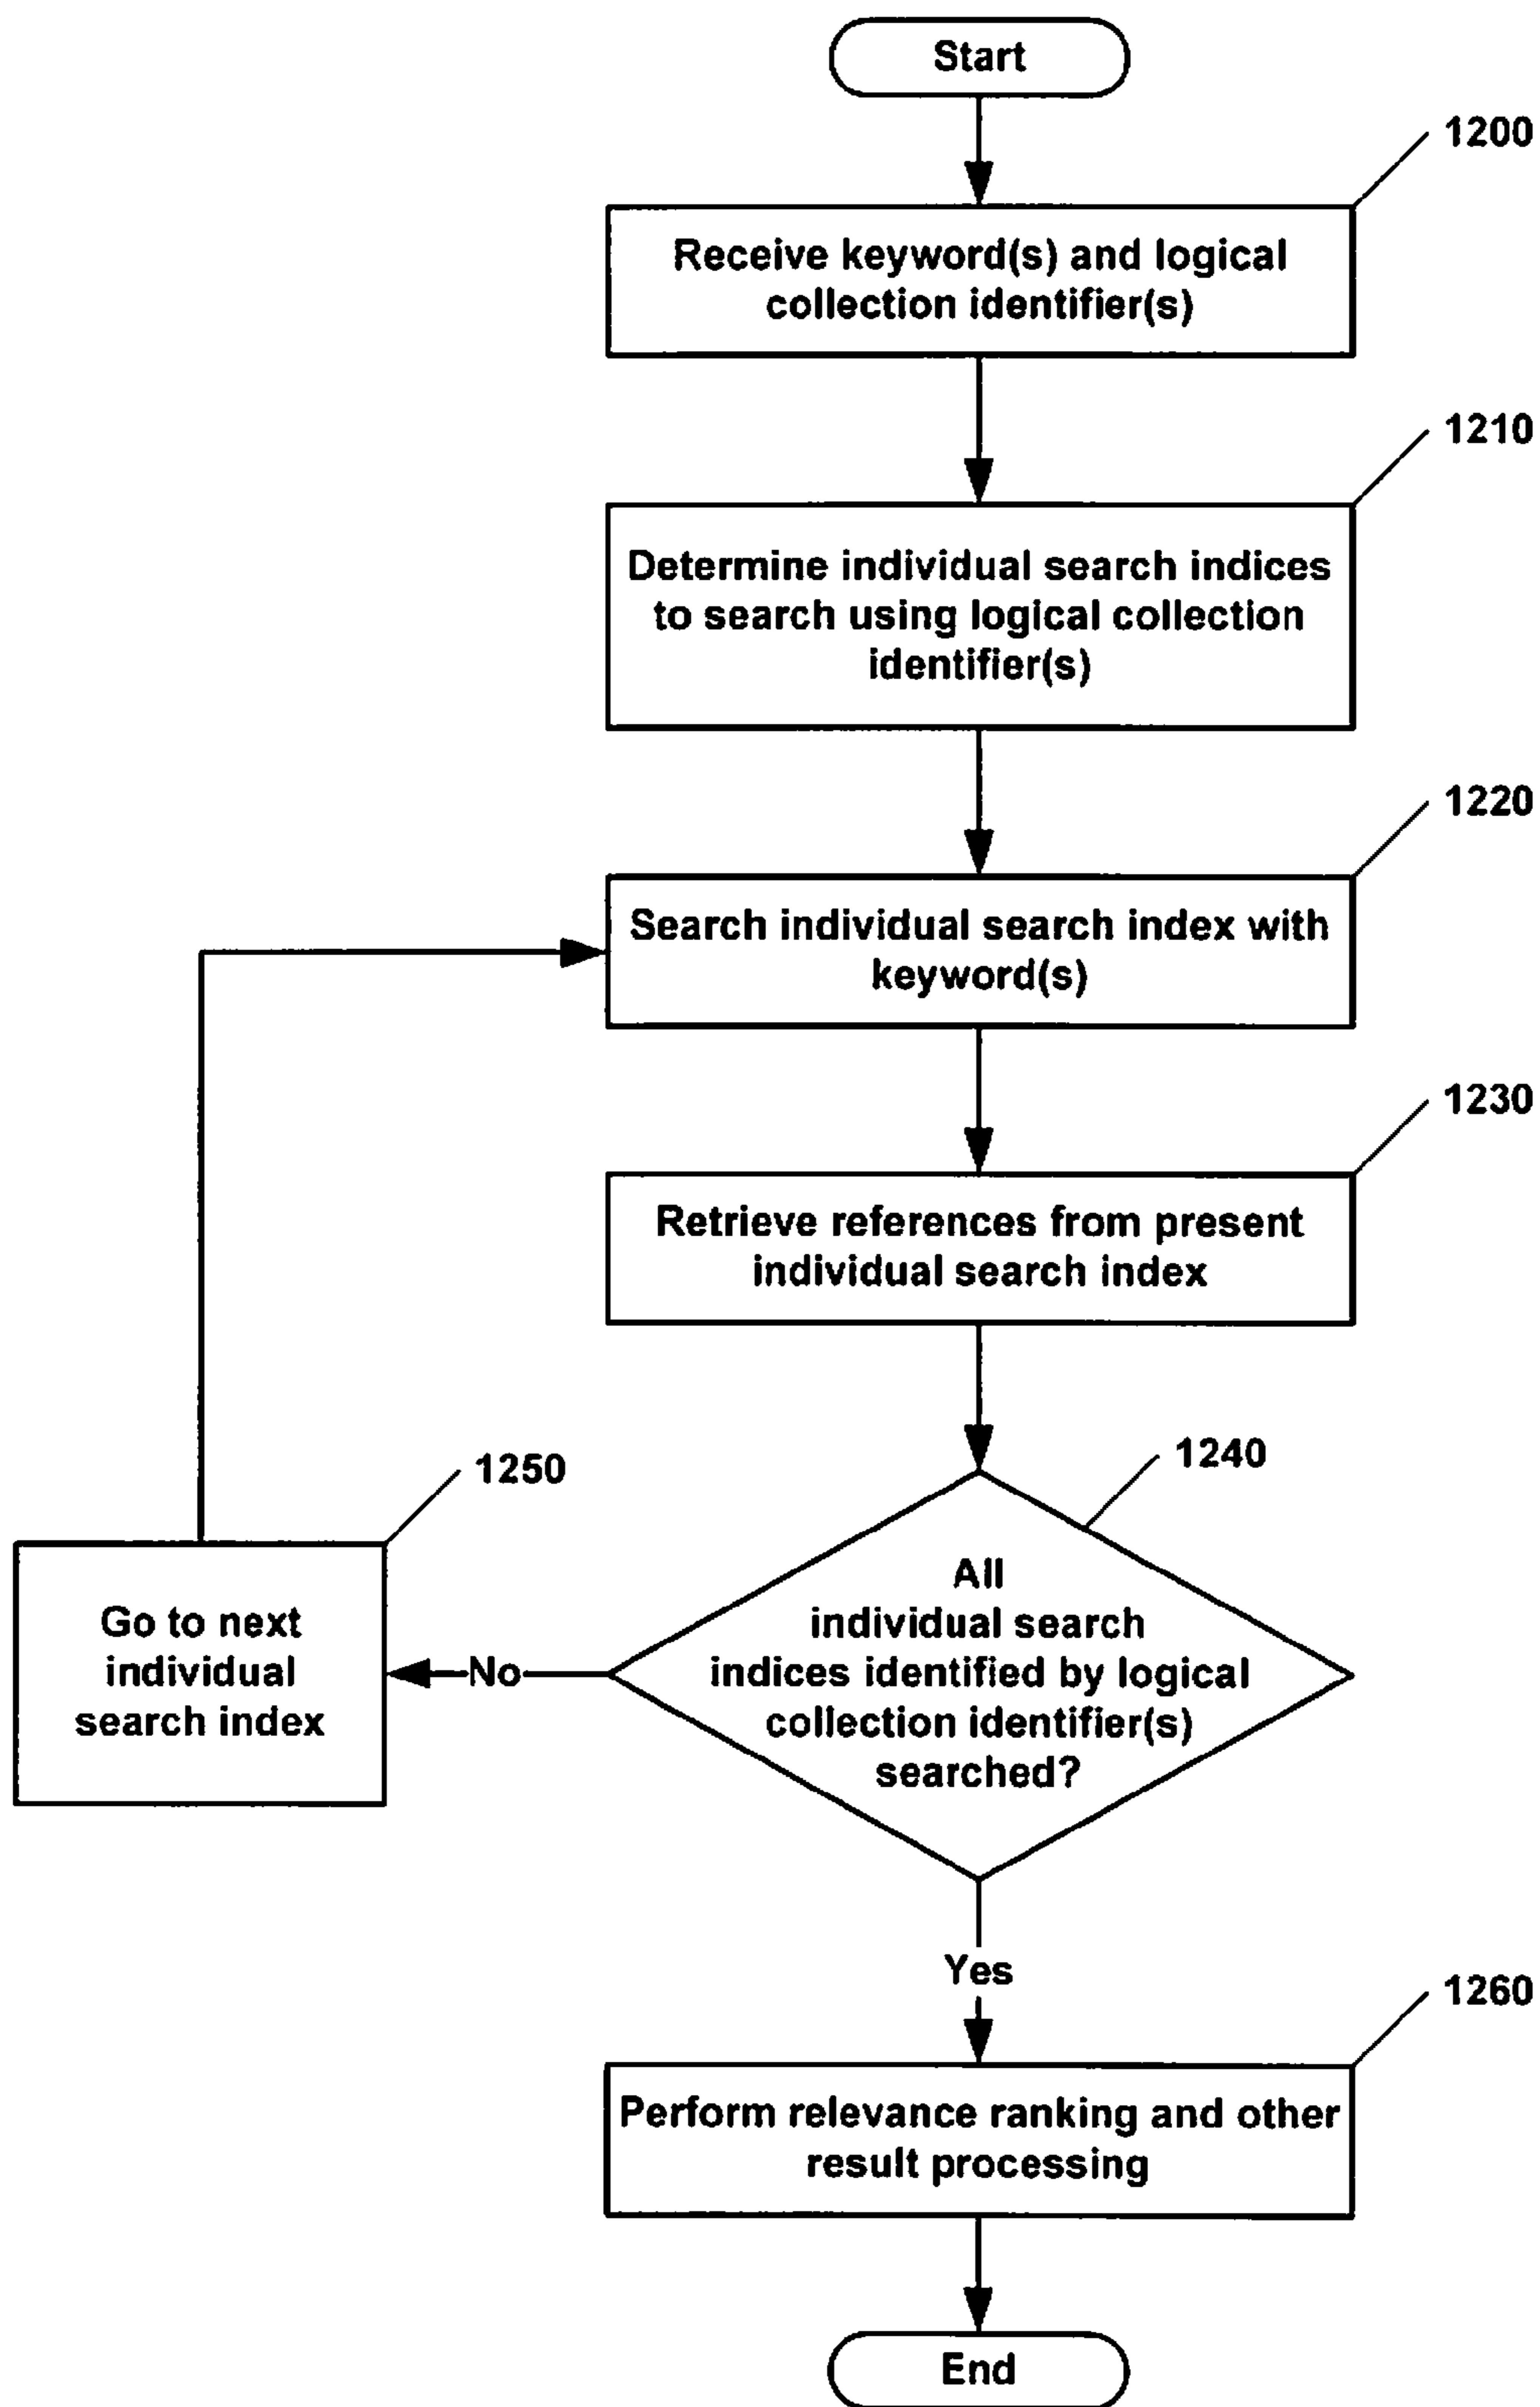 Start
1200
Receive keyword(s) and logical
collection identifier(s)
1210
Determine individual search indices
to search using logical collection
identifier(s)
1220
Search individual search index with
keyword(s)
1230
Retrieve references from present
individual search index
1240
All
individual search
indices identified by logical
collection identifier(s)
searched?
No
1250
Go to next
individual
search index
Yes
1260
Perform relevance ranking and other
result processing
End